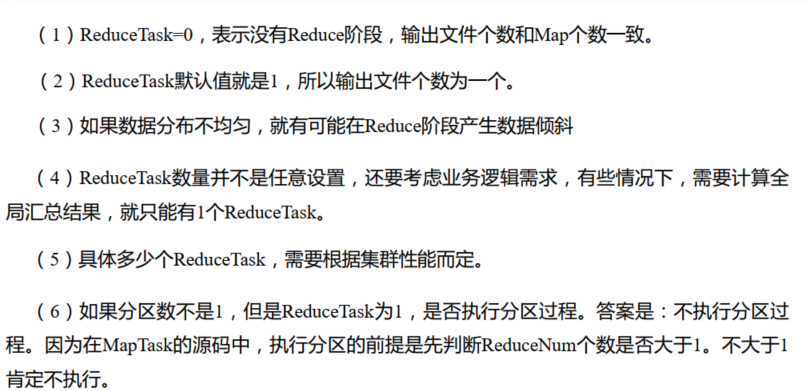 （1）ReduceTask=0，表示没有Reduce阶段，输出文件个数和Map个数一致。
（2）ReduceTask默认值就是1，所以输出文件个数为一个。
（3）如果数据分布不均匀，就有可能在Reduce阶段产生数据倾斜
（4）ReduceTask数量并不是任意设置，还要考虑业务逻辑需求，有些情况下，需要计算全
局汇总结果，就只能有1个ReduceTask。
（5）具体多少个ReduceTask，需要根据集群性能而定。
（6）如果分区数不是1，但是ReduceTask为1，是否执行分区过程。答案是：不执行分区过
程。因为在MapTask的源码中，执行分区的前提是先判断ReduceNum个数是否大于1。不大于1
肯定不执行。